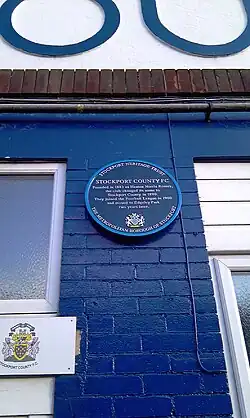 STOCKPORT HERITAGE TRUST
STOCKPORT COUNTY F.C.
Founded in 1883 as Heaton Norris Rovers,
the club changed its name to
Stockport County in 1890.
They joined the Football League in 1900
and moved to Edgeley Park
two years later.
THE METROPOLITAN BOROUGH OF STOCKPORT
STOCKPORT COUNTY F.C.